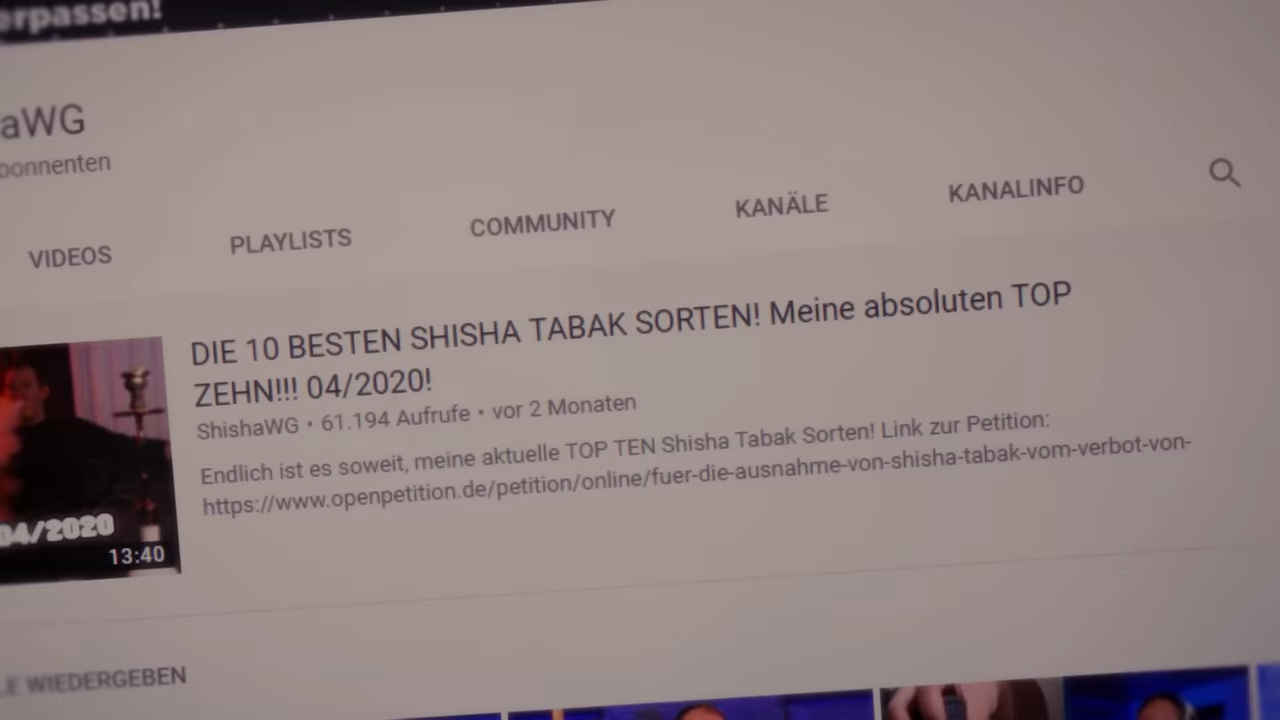 erpassen!
aWG
bonnenten
VIDEOS PLAYLISTS COMMUNITY KANÄLE KANALINFO
DIE 10 BESTEN SHISHA TABAK SORTEN! Meine absoluten TOP
ZEHN!!! 04/2020!
ShishaWG • 61.194 Aufrufe • vor 2 Monaten
Endlich ist es soweit, meine aktuelle TOP TEN Shisha Tabak Sorten! Link zur Petition:
https://www.openpetition.de/petition/online/fuer-die-ausnahme-von-shisha-tabak-vom-verbot-von-
04/2020
13:40
LE WIEDERGEBEN